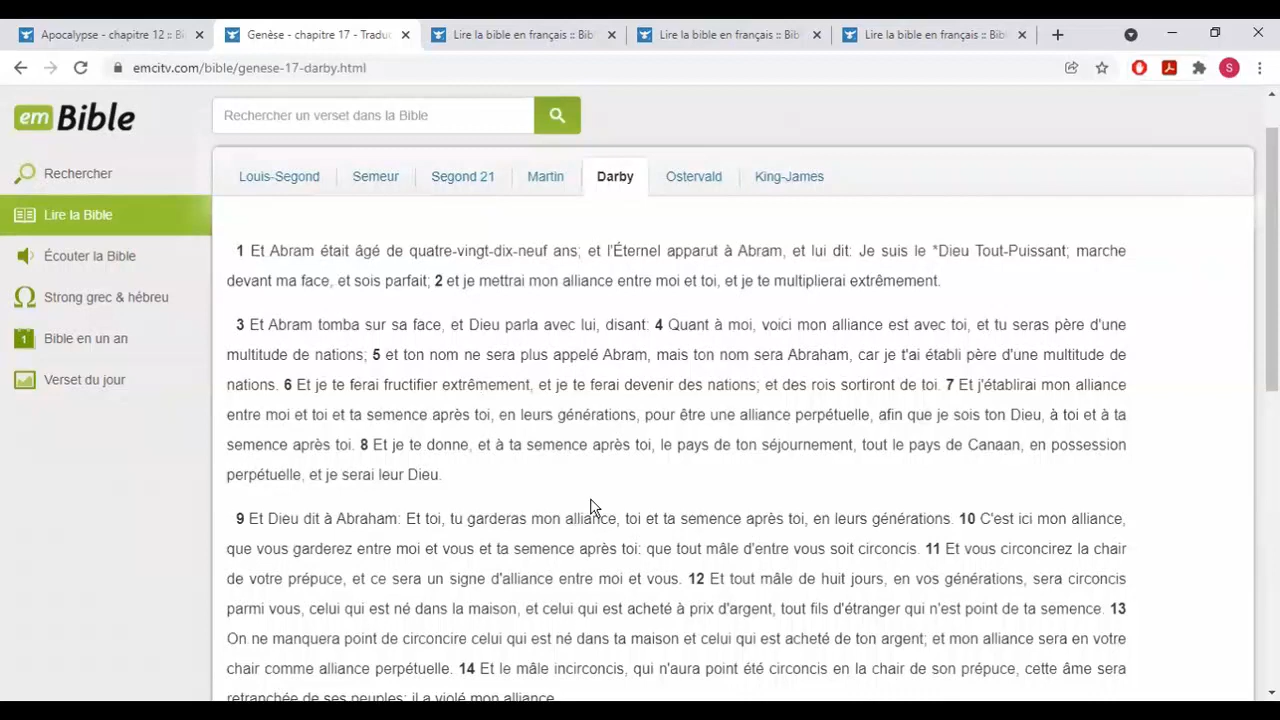 Apocalypse - chapitre 12 :: Bi
Genèse - chapitre 17 - Traduc
Lire la bible en français :: Bib
Lire la bible en français :: Bib
Lire la bible en français :: Bib
emcitv.com/bible/genese-17-darby.html
S
em Bible
Rechercher un verset dans la Bible
Rechercher
Lire la Bible
Écouter la Bible
Strong grec & hébreu
1 Bible en un an
Verset du jour
Louis-Segond Semeur Segond 21 Martin Darby Ostervald King-James
1 Et Abram était âgé de quatre-vingt-dix-neuf ans; et l'Éternel apparut à Abram, et lui dit: Je suis le *Dieu Tout-Puissant; marche
devant ma face, et sois parfait; 2 et je mettrai mon alliance entre moi et toi, et je te multiplierai extrêmement.
3 Et Abram tomba sur sa face, et Dieu parla avec lui, disant: 4 Quant à moi, voici mon alliance est avec toi, et tu seras père d'une
multitude de nations; 5 et ton nom ne sera plus appelé Abram, mais ton nom sera Abraham, car je t'ai établi père d'une multitude de
nations. 6 Et je te ferai fructifier extrêmement, et je te ferai devenir des nations; et des rois sortiront de toi. 7 Et j'établirai mon alliance
entre moi et toi et ta semence après toi, en leurs générations, pour être une alliance perpétuelle, afin que je sois ton Dieu, à toi et à ta
semence après toi. 8 Et je te donne, et à ta semence après toi, le pays de ton séjournement, tout le pays de Canaan, en possession
perpétuelle, et je serai leur Dieu.
9 Et Dieu dit à Abraham: Et toi, tu garderas mon alliance, toi et ta semence après toi, en leurs générations. 10 C'est ici mon alliance,
que vous garderez entre moi et vous et ta semence après toi: que tout mâle d'entre vous soit circoncis. 11 Et vous circoncirez la chair
de votre prépuce, et ce sera un signe d'alliance entre moi et vous. 12 Et tout mâle de huit jours, en vos générations, sera circoncis
parmi vous, celui qui est né dans la maison, et celui qui est acheté à prix d'argent, tout fils d'étranger qui n'est point de ta semence. 13
On ne manquera point de circoncire celui qui est né dans ta maison et celui qui est acheté de ton argent; et mon alliance sera en votre
chair comme alliance perpétuelle. 14 Et le mâle incirconcis, qui n'aura point été circoncis en la chair de son prépuce, cette âme sera
retranchée de ses peuples: il a violé mon alliance.